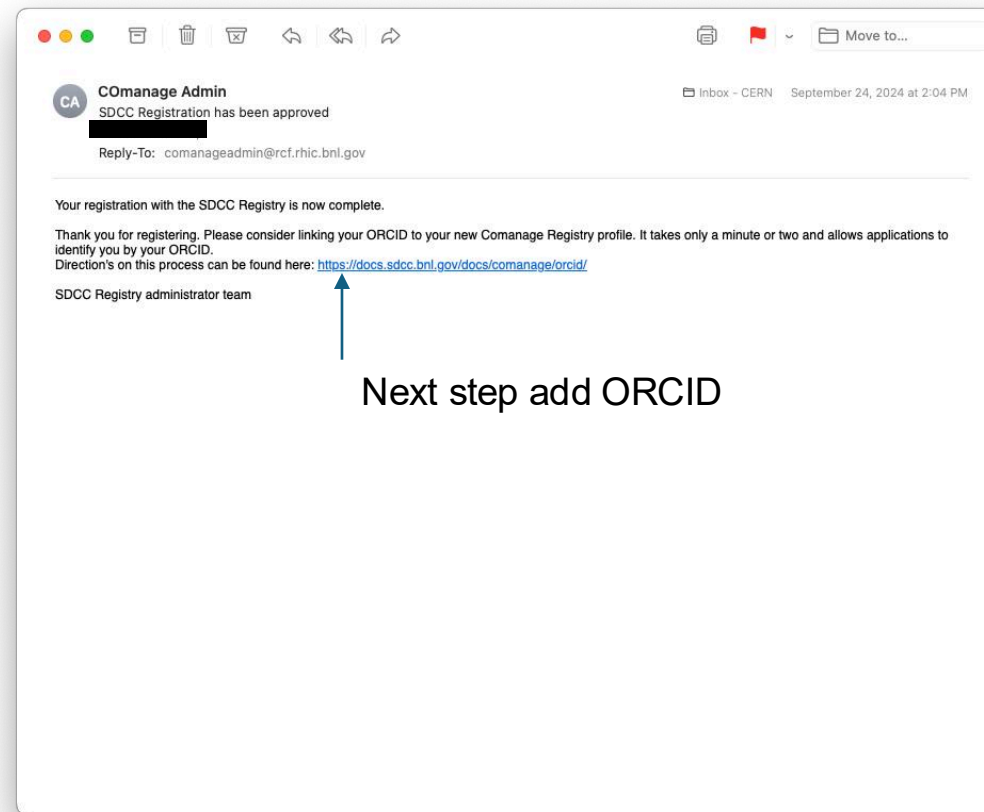 Move to...
CA
COmanage Admin
Inbox - CERN September 24, 2024 at 2:04 PM
SDCC Registration has been approved
Reply-To: comanageadmin@rcf.rhic.bnl.gov
Your registration with the SDCC Registry is now complete.
Thank you for registering. Please consider linking your ORCID to your new Comanage Registry profile. It takes only a minute or two and allows applications to
identify you by your ORCID.
Direction's on this process can be found here: https://docs.sdcc.bnl.gov/docs/comanage/orcid/
SDCC Registry administrator team
Next step add ORCID